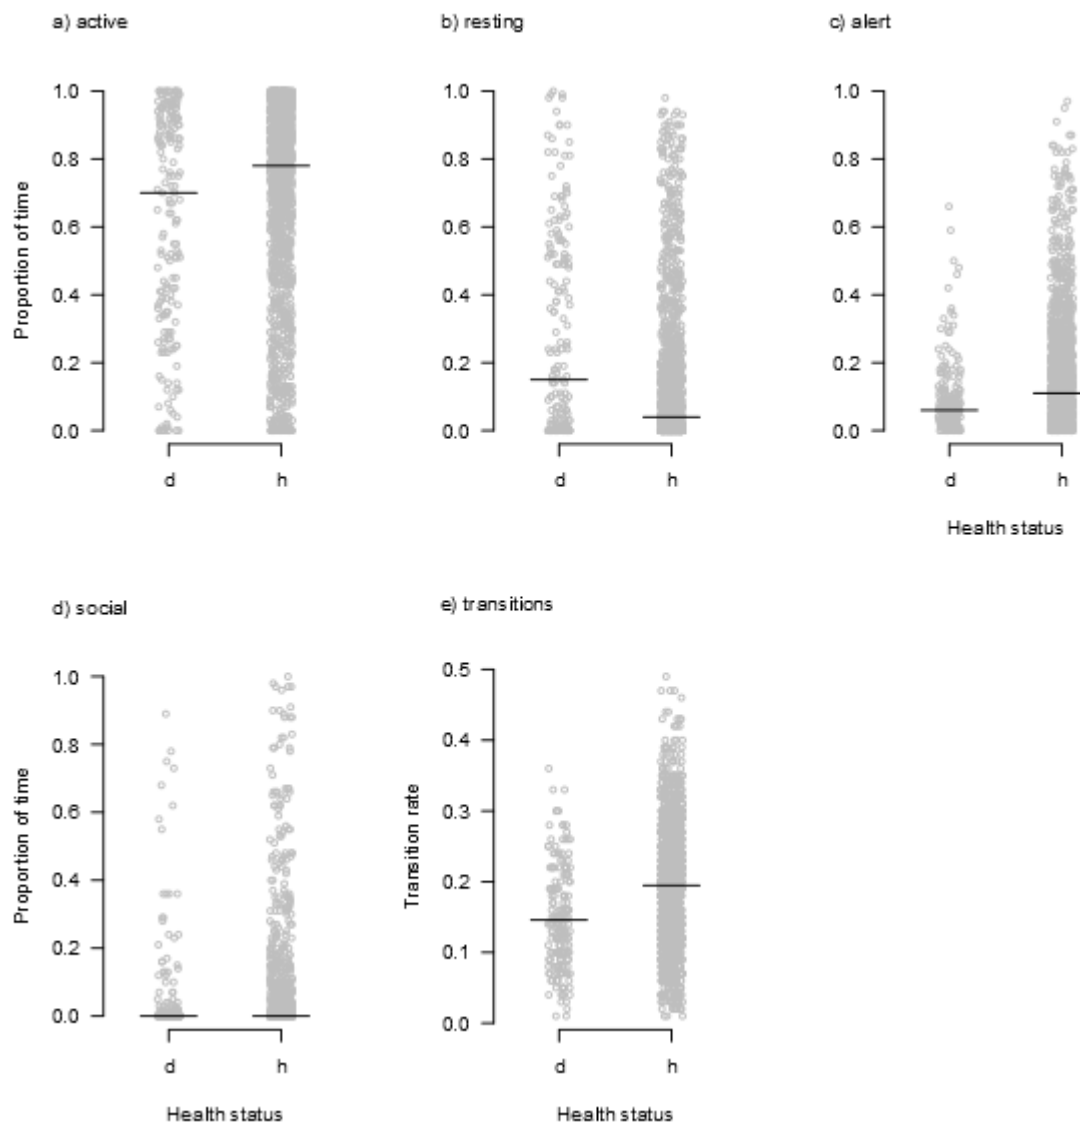 a) active
b) resting
c) alert
1.0
0.8
0.6
0.4
0.2
0.0
Proportion of time
d
h
1.0
0.8
0.6
0.4
0.2
0.0
d
h
1.0
0.8
0.6
0.4
0.2
0.0
d
h
Health status
d) social
e) transitions
1.0
0.8
0.6
0.4
0.2
0.0
Proportion of time
d
h
Health status
0.5
0.4
0.3
0.2
0.1
0.0
Transition rate
d
h
Health status